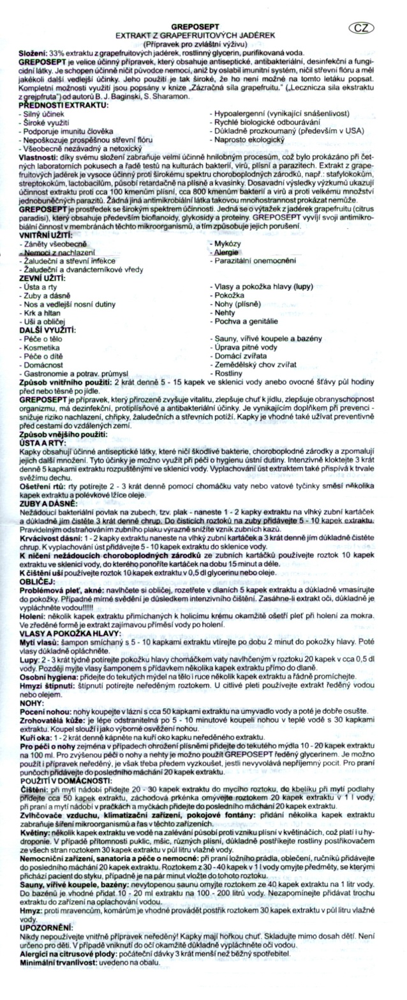 GREPOSEPT
CZ
EXTRAKT Z GRAPEFRUITOVÝCH JADÉREK
(Přípravek pro zvláštní výživu)
Složení: 33% extraktu z grapefruitových jadérek, rostlinný glycerin, purifikovaná voda.
GREPOSEPT je velice účinný přípravek, který obsahuje antiseptické, antibakteriální, desinfekční a fungi-
cidní látky. Je schopen účinně ničit původce nemocí, aniž by oslabil imunitní systém, ničil střevní flóru a měl
jakékoli další vedlejší účinky. Jeho použití je tak široké, že ho není možné na tomto letáku popsat.
Kompletní možnosti využití jsou popsány v knize „Zázračná síla grapefruitu." („Lecznicza sila ekstraktu
z grejpfruta") od autorů B. J. Baginski, S. Sharamon.
PŘEDNOSTI EXTRAKTU:
- Silný účinek
- Široké využití
- Podporuje imunitu člověka
- Nepoškozuje prospěšnou střevní flóru
- Všeobecně nezávadný a netoxický
- Hypoalergenní (vynikající snášenlivost)
- Rychlé biologické odbourávání
- Důkladně prozkoumaný (především v USA)
- Naprosto ekologický
Vlastnosti: díky svému složení zabraňuje velmi účinně hnilobným procesům, což bylo prokázáno při čet-
ných laboratorních pokusech a řadě testů na kulturách bakterií, virů, plísní a parazitech. Extrakt z grape-
fruitových jadérek je vysoce účinný proti širokému spektru choroboplodných zárodků, např.: stafylokokům,
streptokokům, lactobacilům, působí retardačně na plísně a kvasinky. Dosavadní výsledky výzkumů ukazují
účinnost extraktu proti cca 100 kmenům plísní, cca 800 kmenům bakterií a virů a proti velkému množství
jednobuněčných parazitů. Žádná jiná antimikrobiální látka takovou mnohostrannost prokázat nemůže.
GREPOSEPT je prostředek se širokým spektrem účinnosti. Jedná se o výtažek z jadérek grapefruitu (citrus
paradisi), který obsahuje především bioflanoidy, glykosidy a proteiny. GREPOSEPT vyvíjí svoji antimikro-
biální činnost v membránách těchto mikroorganismů, a tím způsobuje jejich porušení.
VNITŘNÍ UŽITÍ:
- Záněty všeobecně
- Nemoci z nachlazení
- Žaludeční a střevní infekce
- Žaludeční a dvanácterníkové vředy
- Mykózy
- Alergie
- Parazitální onemocnění
ZEVNÍ UŽITÍ:
- Ústa a rty
- Zuby a dásně
- Nos a vedlejší nosní dutiny
- Krk a hltan
- Uši a obličej
- Vlasy a pokožka hlavy (lupy)
- Pokožka
- Nohy (plísně)
- Nehty
- Pochva a genitálie
DALŠÍ VYUŽITÍ:
- Péče o tělo
- Kosmetika
- Péče o dítě
- Domácnost
- Gastronomie a potrav. průmysl
- Sauny, vířivé koupele a bazény
- Úprava pitné vody
- Domácí zvířata
- Zemědělský chov zvířat
- Rostliny
Způsob vnitřního použití: 2 krát denně 5 - 15 kapek ve sklenici vody anebo ovocné šťávy půl hodiny
před nebo těsně po jídle.
GREPOSEPT je přípravek, který přirozeně zvyšuje vitalitu, zlepšuje chuť k jídlu, zlepšuje obranyschopnost
organizmu, má dezinfekční, protiplísňové a antibakteriální účinky. Je vynikajícím doplňkem při prevenci -
snižuje riziko nachlazení, chřipky, žaludečních a střevních potíží. Kapky je vhodné také užívat preventivně
před cestami do vzdálených zemí.
Způsob vnějšího použití:
ÚSTA A RTY:
Kapky obsahují účinné antiseptické látky, které ničí škodlivé bakterie, choroboplodné zárodky a zpomalují
jejich další množení. Tyto účinky je možno využít při péči o hygienu ústní dutiny. Intenzivně kloktejte 3 krát
denně 5 kapkami extraktu rozpuštěnými ve sklenici vody. Vyplachování úst extraktem také přispívá k trvale
svěžímu dechu.
Ošetření rtů: rty potírejte 2 - 3 krát denně pomocí chomáčku vaty nebo vatové tyčinky směsí několika
kapek extraktu a polévkové lžíce oleje.
ZUBY A DÁSNĚ:
Nežádoucí bakteriální povlak na zubech, tzv. plak - naneste 1 - 2 kapky extraktu na vlhký zubní kartáček
a důkladně jím čistěte 3 krát denně chrup. Do čisticích roztoků na zuby přidávejte 5 - 10 kapek extraktu.
Pravidelným odstraňováním zubního plaku výrazně snížíte vznik zubních kazů.
Krvácivost dásní: 1 - 2 kapky extraktu naneste na vlhký zubní kartáček a 3 krát denně jím důkladně čistěte
chrup. K vyplachování úst přidávejte 5 - 10 kapek extraktu do sklenice vody.
K ničení nežádoucích choroboplodných zárodků ze zubních kartáčků používejte roztok 10 kapek
extraktu ve sklenici vody, do kterého ponoříte kartáček na dobu 15 minut a déle.
K čištění uší používejte roztok 10 kapek extraktu v 0,5 dl glycerinu nebo oleje.
OBLIČEJ:
Problémová pleť, akné: navlhčete si obličej, rozetřete v dlaních 5 kapek extraktu a důkladně vmasírujte
do pokožky. Případné mírné svědění je důsledkem intenzivního čištění. Zasáhne-li extrakt oči, důkladně je
vypláchněte vodou!!!!!
Holení: několik kapek extraktu přimíchaných k holicímu krému okamžitě ošetří pleť při holení za mokra.
Ve zředěné formě je extrakt zajímavou příměsí vody po holení.
VLASY A POKOŽKA HLAVY:
Mytí vlasů: šampon smíchaný s 5 - 10 kapkami extraktu vtírejte po dobu 2 minut do pokožky hlavy. Poté
vlasy důkladně opláchněte.
Lupy: 2 - 3 krát týdně potírejte pokožku hlavy chomáčkem vaty navlhčeným v roztoku 20 kapek v cca 0,5 dl
vody. Později myjte vlasy šamponem s přídavkem několika kapek extraktu přímo do dlaně.
Osobní hygiena: přidejte do tekutých mýdel na tělo i ruce několik kapek extraktu a řádně promíchejte.
Hmyzí štípnutí: štípnutí potírejte neředěným roztokem. U citlivé pleti používejte extrakt ředěný vodou
nebo olejem.
NOHY:
Pocení nohou: nohy koupejte v lázni s cca 50 kapkami extraktu na umyvadlo vody a poté je dobře osušte.
Zrohovatělá kůže: je lépe odstranitelná po 5 - 10 minutové koupeli nohou v teplé vodě s 30 kapkami
extraktu. Koupel slouží i jako výborné osvěžení nohou.
Kuří oka: 1 - 2 krát denně kápněte na kuří oko kapku neředěného extraktu.
Pro péči o nohy zejména v případech ohrožení plísněmi přidejte do tekutého mýdla 10 - 20 kapek extraktu
na 100 ml. Pro zvýšenou péči o nohy a nehty je možno použít GREPOSEPT ředěný glycerinem. Je možno
použít i přípravek neředěný, je však třeba předem vyzkoušet, jestli nevyvolává nepříjemný pocit. Pro praní
punčoch přidávejte do posledního máchání 20 kapek extraktu.
POUŽITÍ V DOMÁCNOSTI:
Čištění: při mytí nádobí přidejte 20 - 30 kapek extraktu do mycího roztoku, do kbelíku při mytí podlahy
přidejte cca 50 kapek extraktu, záchodová prkénka omývejte roztokem 20 kapek extraktu v 1 l vody,
při praní a mytí nádobí v pračkách a myčkách přidejte do posledního máchání 20 kapek extraktu.
Zvlhčovače vzduchu, klimatizační zařízení, pokojové fontány: přidání několika kapek extraktu
zabraňuje šíření mikroorganismů a řas v těchto zařízeních.
Květiny: několik kapek extraktu ve vodě na zalévání působí proti vzniku plísní v květináčích, což platí i u hy-
droponie. V případě přítomnosti puklic, mšic, různých plísní, důkladně postříkejte rostliny postřikovačem
ze všech stran roztokem 30 kapek extraktu v půl litru vlažné vody.
Nemocniční zařízení, sanatoria a péče o nemocné: při praní ložního prádla, oblečení, ručníků přidávejte
do posledního máchání 20 kapek extraktu. Roztokem z 30 - 40 kapek v 1 l vody omyjte předměty, se kterými
přichází pacient do styku, případně je na pár minut vložte do tohoto roztoku.
Sauny, vířivé koupele, bazény: nevytopenou saunu omyjte roztokem ze 40 kapek extraktu na 1 litr vody.
Do bazénů je vhodné přidat 10 - 20 ml extraktu na 100 - 200 litrů vody. Nezapomínejte přidávat trochu
extraktu do zařízení na oplachování vodou.
Hmyz: proti mravencům, komárům je vhodné provádět postřik roztokem 30 kapek extraktu v půl litru vlažné
vody.
UPOZORNĚNÍ:
Nikdy nepoužívejte vnitřně přípravek neředěný! Kapky mají hořkou chuť. Skladujte mimo dosah dětí. Není
určeno pro děti. V případě vniknutí do očí okamžitě důkladně vypláchněte oči vodou.
Alergici na citrusové plody: počáteční dávky 3 krát menší než běžný spotřebitel.
Minimální trvanlivost: uvedeno na obalu.